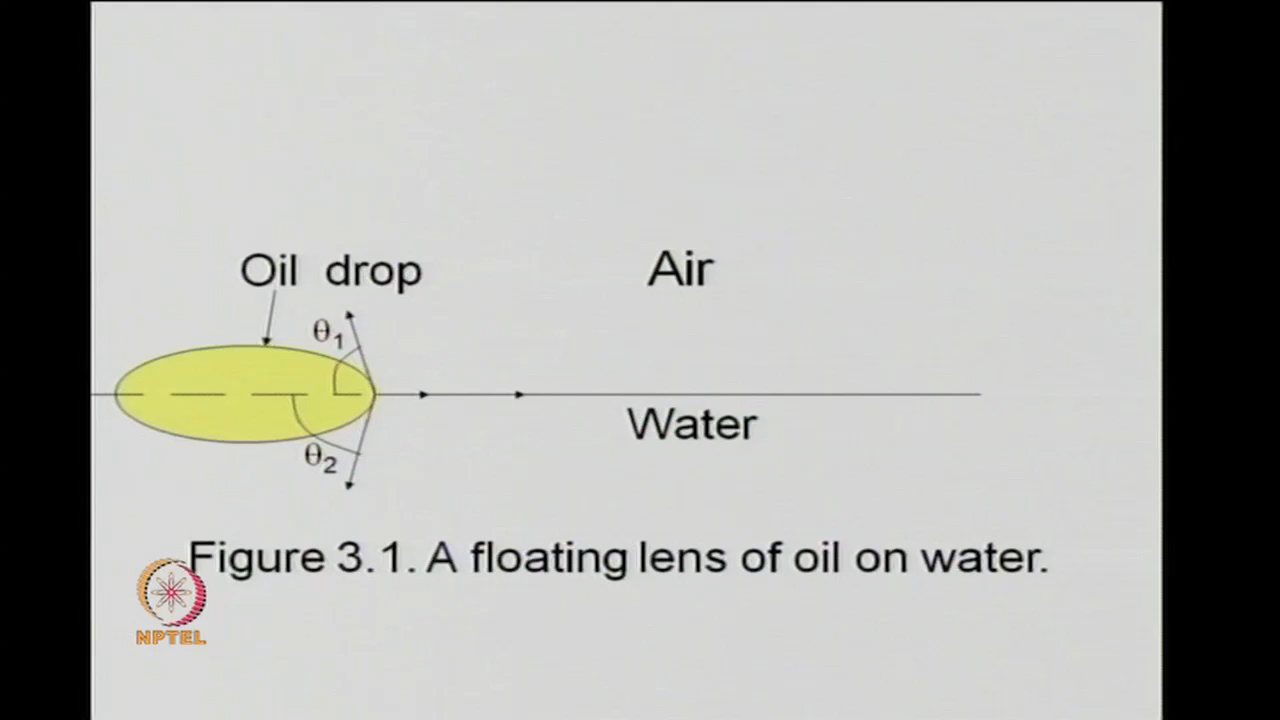 Oil drop
Air
θ1
Water
θ2
Figure 3.1. A floating lens of oil on water.
NPTEL